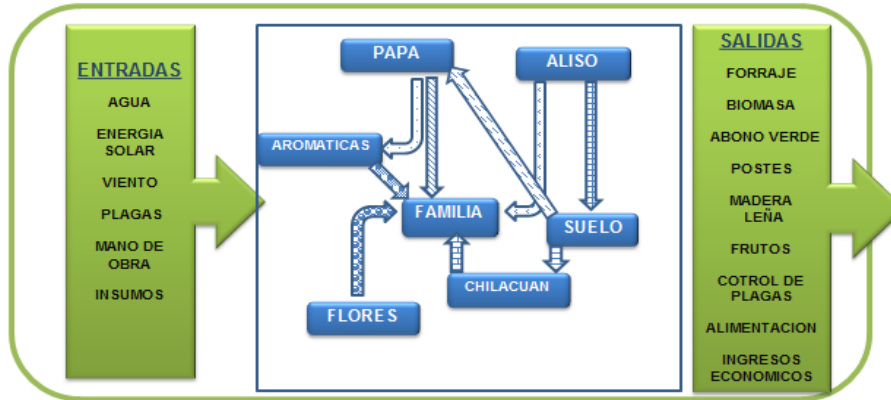 ENTRADAS
AGUA
ENERGIA
SOLAR
VIENTO
PLAGAS
MANO DE
OBRA
INSUMOS
PAPA
ALISO
AROMATICAS
FAMILIA
SUELO
CHILACUAN
FLORES
SALIDAS
FORRAJE
BIOMASA
ABONO VERDE
POSTES
MADERA
LEÑA
FRUTOS
COTROL DE
PLAGAS
ALIMENTACION
INGRESOS
ECONOMICOS